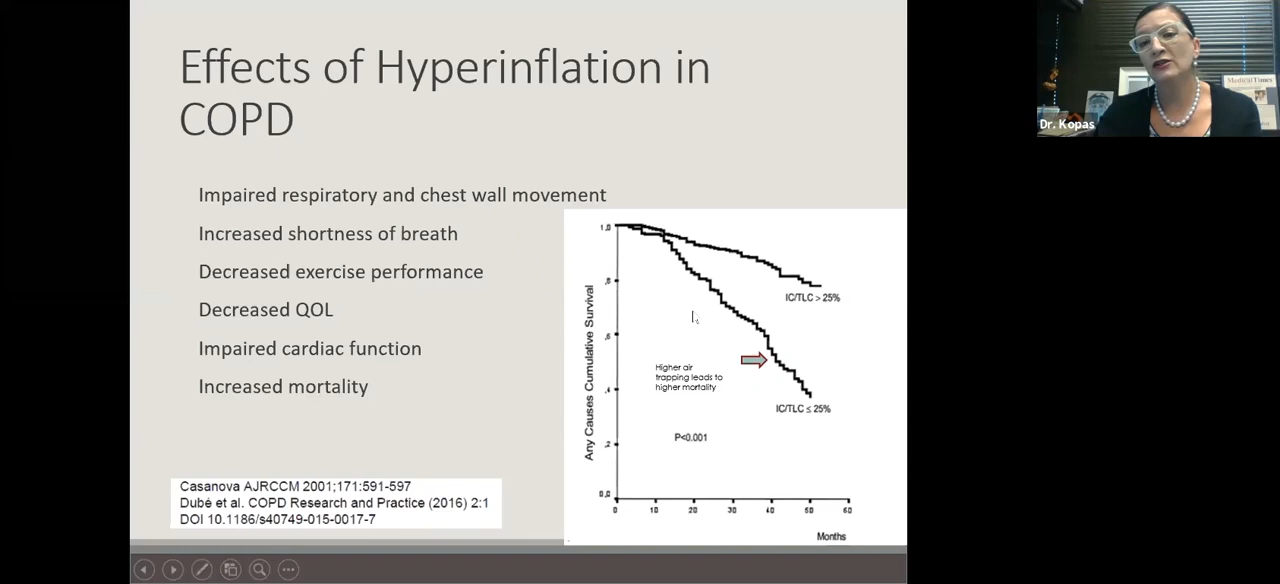 Effects of Hyperinflation in
COPD
Impaired respiratory and chest wall movement
Increased shortness of breath
Decreased exercise performance
Decreased QOL
Impaired cardiac function
Increased mortality
Casanova AJRCCM 2001;171:591-597
Dubé et al. COPD Research and Practice (2016) 2:1
DOI 10.1186/s40749-015-0017-7
Any Causes Cumulative Survival
1,0
,8
,6
,4
,2
0,0
0 10 20 30 40 50 60
Months
IC/TLC > 25%
Higher air
trapping leads to
higher mortality
IC/TLC ≤ 25%
P<0.001
Dr. Kopas
Medical Times